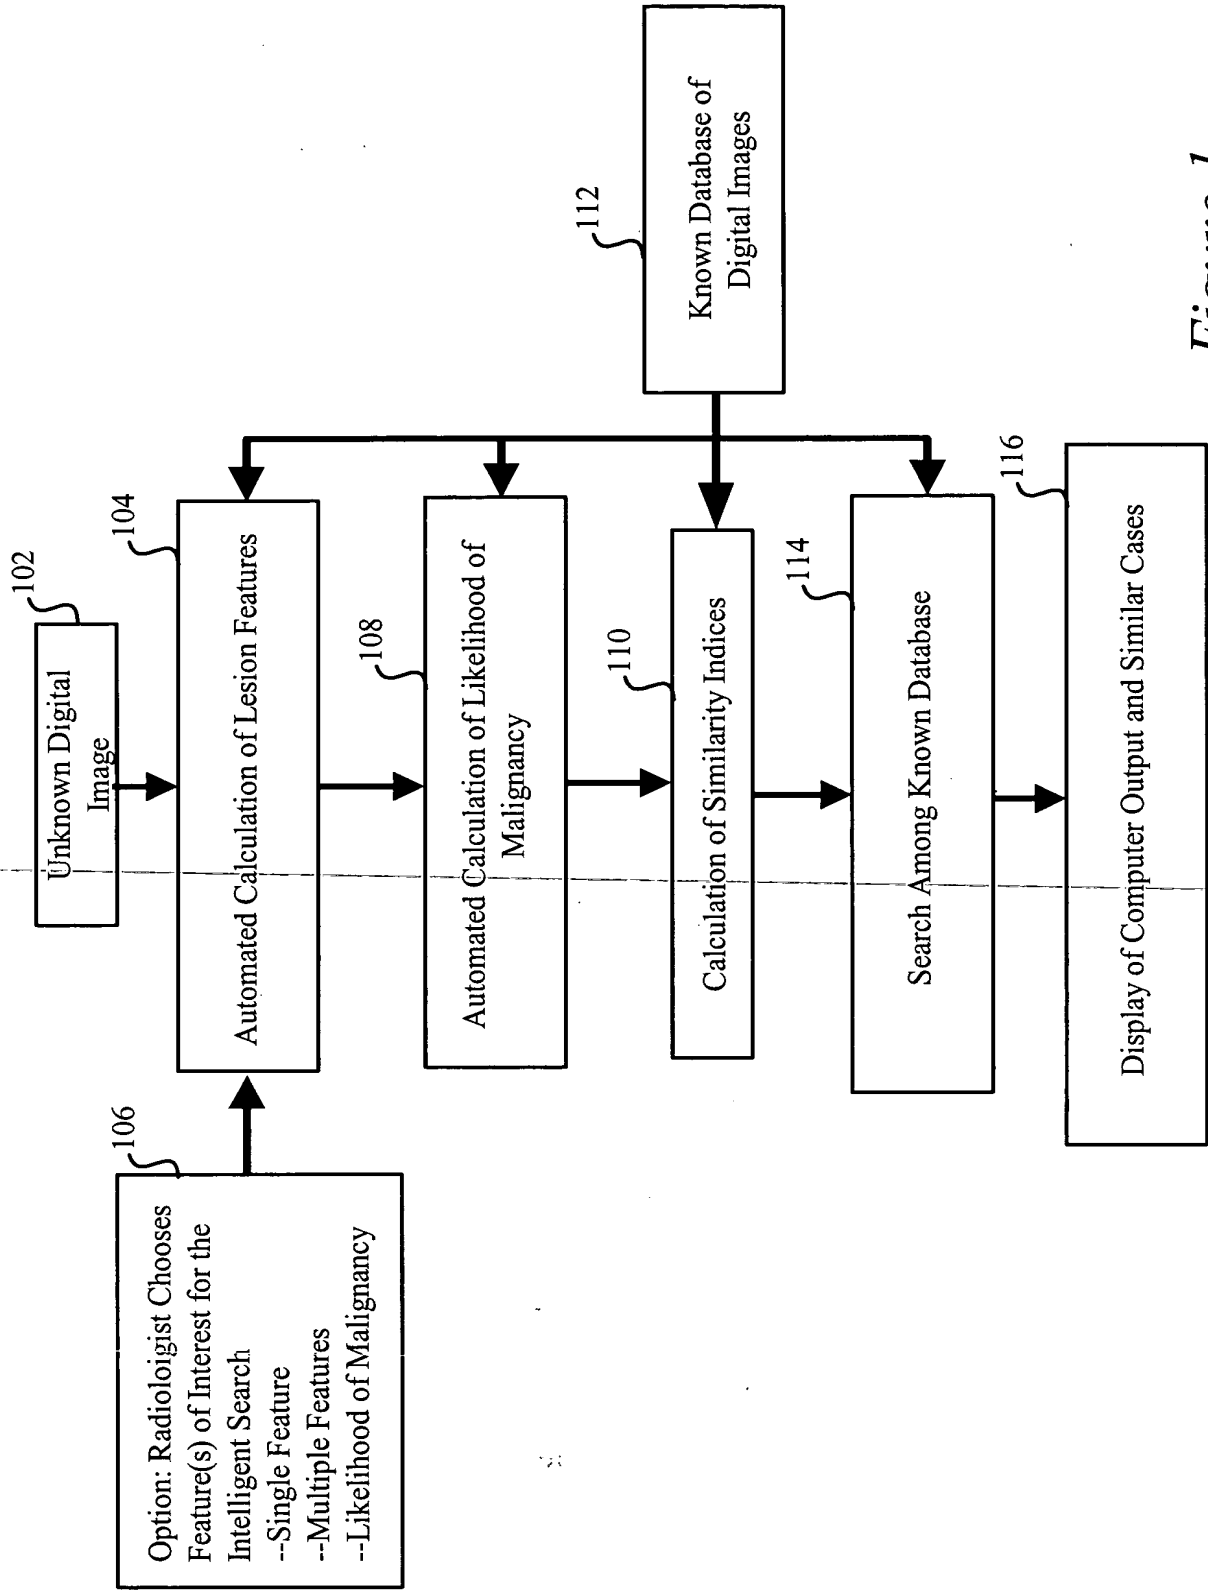 102
Unknown Digital
Image
104
Automated Calculation of Lesion Features
106
Option: Radioloigist Chooses
Feature(s) of Interest for the
Intelligent Search
--Single Feature
--Multiple Features
--Likelihood of Malignancy
108
Automated Calculation of Likelihood of
Malignancy
110
Calculation of Similarity Indices
112
Known Database of
Digital Images
114
Search Among Known Database
116
Display of Computer Output and Similar Cases
Figure 1